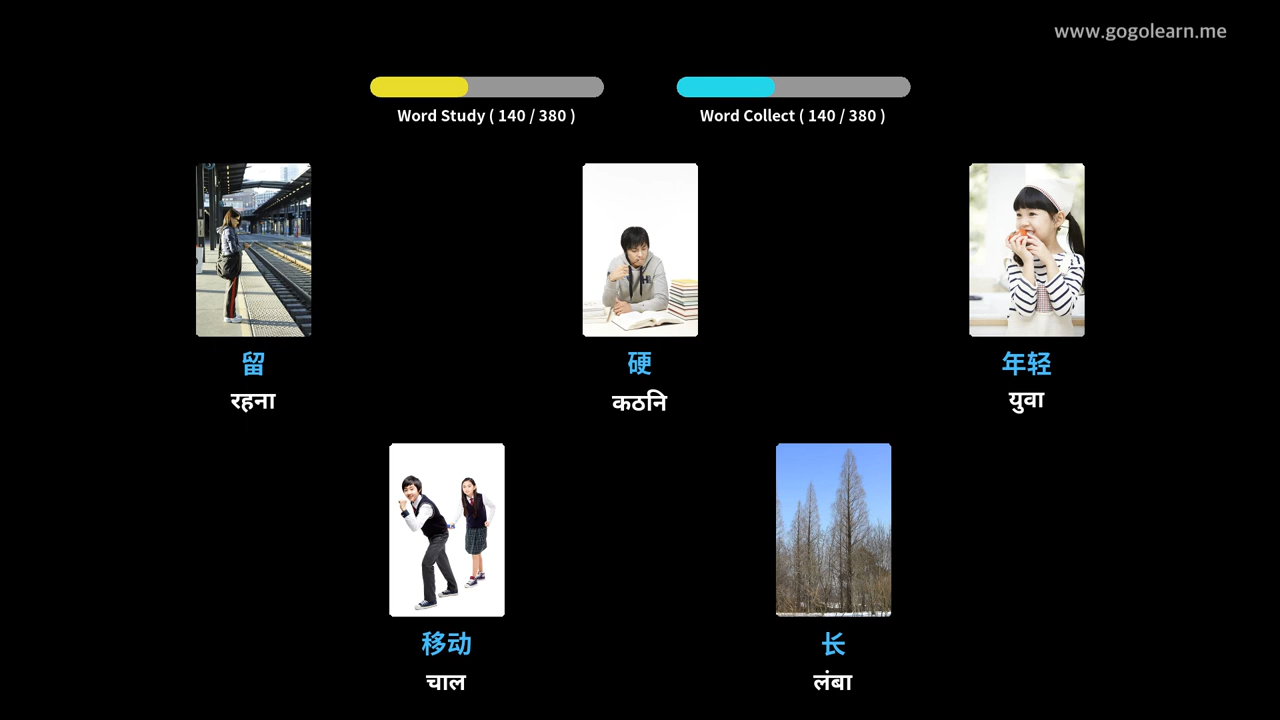 www.gogolearn.me
Word Study ( 140 / 380 )
Word Collect ( 140 / 380 )
留
रहना
硬
कठनि
年轻
युवा
移动
चाल
长
लंबा